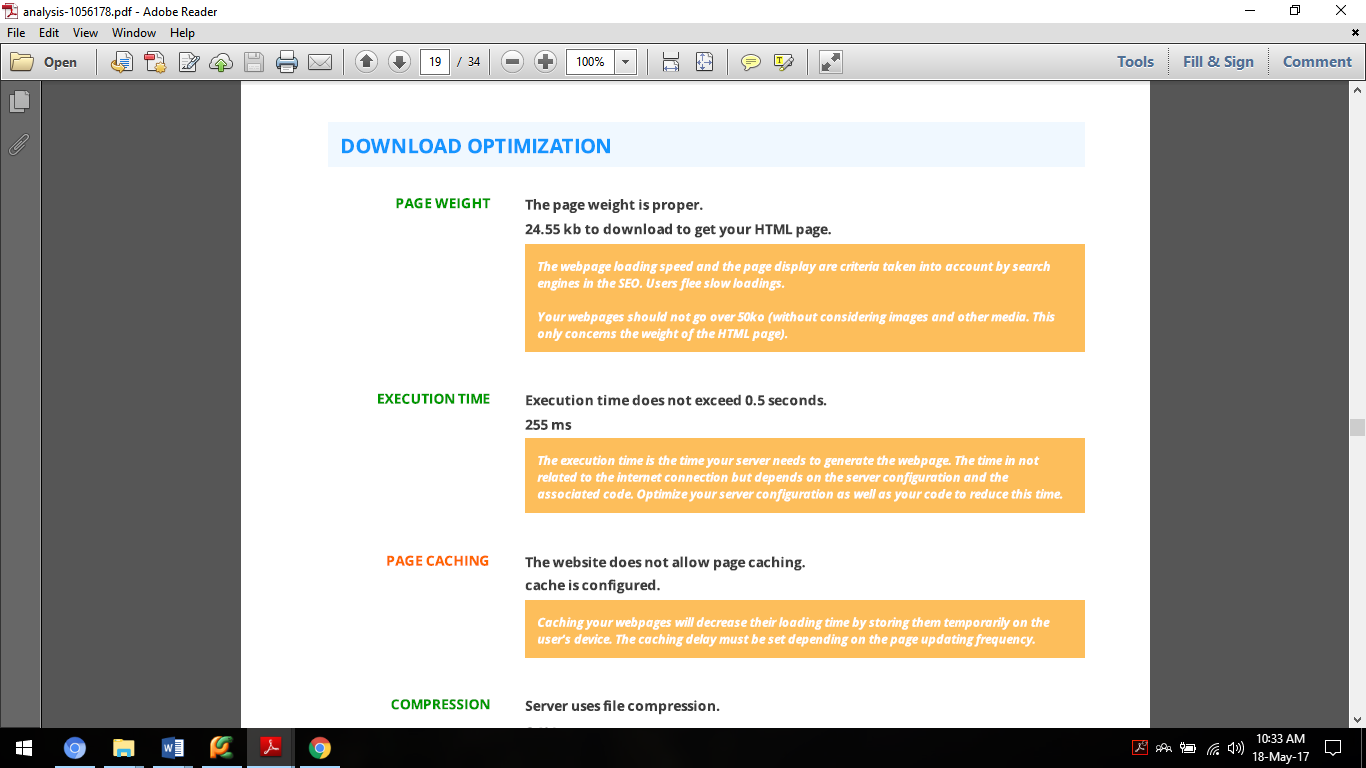 analysis-1056178.pdf - Adobe Reader
File Edit View Window Help
Open 19 / 34 100% Tools Fill & Sign Comment
DOWNLOAD OPTIMIZATION
PAGE WEIGHT The page weight is proper.
24.55 kb to download to get your HTML page.
The webpage loading speed and the page display are criteria taken into account by search
engines in the SEO. Users flee slow loadings.
Your webpages should not go over 50ko (without considering images and other media. This
only concerns the weight of the HTML page).
EXECUTION TIME Execution time does not exceed 0.5 seconds.
255 ms
The execution time is the time your server needs to generate the webpage. The time in not
related to the internet connection but depends on the server configuration and the
associated code. Optimize your server configuration as well as your code to reduce this time.
PAGE CACHING The website does not allow page caching.
cache is configured.
Caching your webpages will decrease their loading time by storing them temporarily on the
user's device. The caching delay must be set depending on the page updating frequency.
COMPRESSION Server uses file compression.
10:33 AM
18-May-17